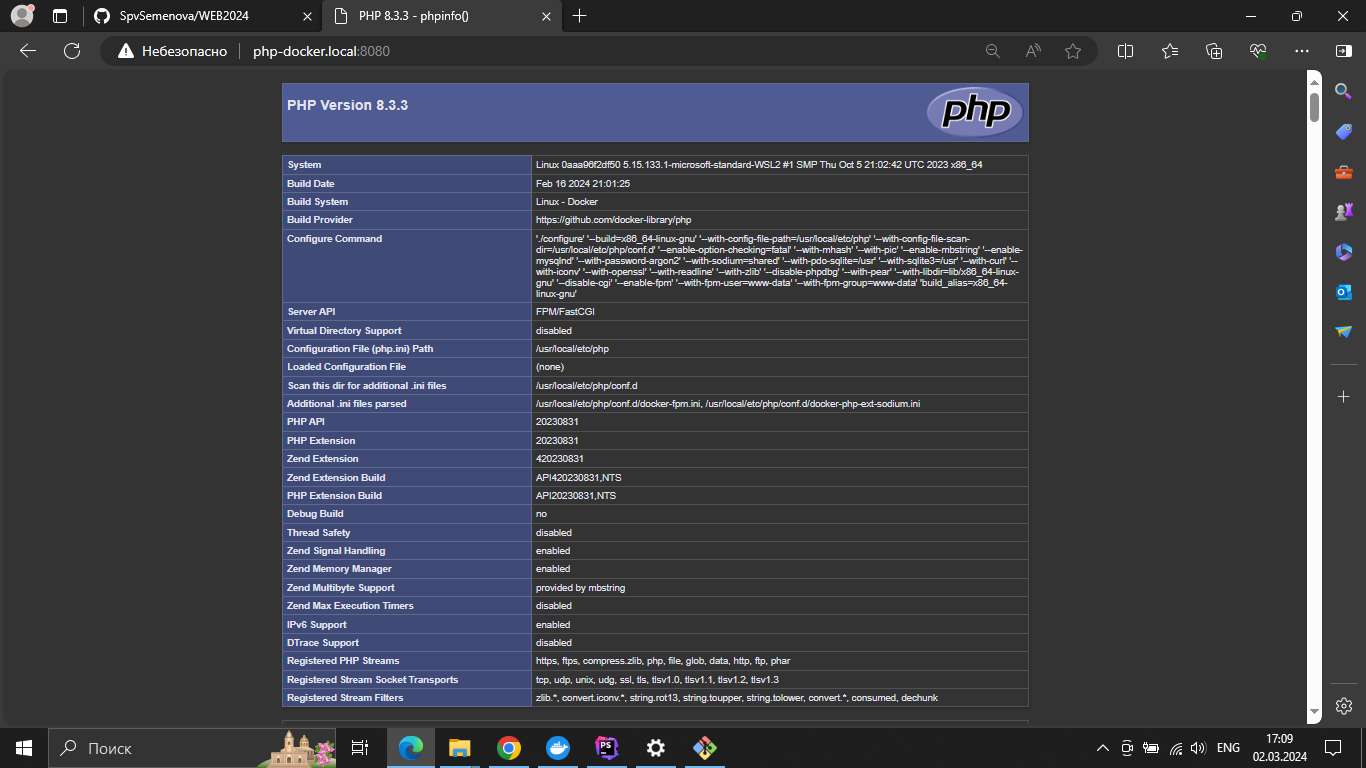 SpvSemenova/WEB2024
PHP 8.3.3 - phpinfo()
Небезопасно
php-docker.local:8080
PHP Version 8.3.3
php
System Linux 0aaa96f2df50 5.15.133.1-microsoft-standard-WSL2 #1 SMP Thu Oct 5 21:02:42 UTC 2023 x86_64
Build Date Feb 16 2024 21:01:25
Build System Linux - Docker
Build Provider https://github.com/docker-library/php
Configure Command './configure' '--build=x86_64-linux-gnu' '--with-config-file-path=/usr/local/etc/php' '--with-config-file-scan-
dir=/usr/local/etc/php/conf.d' '--enable-option-checking=fatal' '--with-mhash' '--with-pic' '--enable-mbstring' '--enable-
mysqlnd' '--with-password-argon2' '--with-sodium=shared' '--with-pdo-sqlite=/usr' '--with-sqlite3=/usr' '--with-curl' '--
with-iconv' '--with-openssl' '--with-readline' '--with-zlib' '--disable-phpdbg' '--with-pear' '--with-libdir=lib/x86_64-linux-
gnu' '--disable-cgi' '--enable-fpm' '--with-fpm-user=www-data' '--with-fpm-group=www-data' 'build_alias=x86_64-
linux-gnu'
Server API FPM/FastCGI
Virtual Directory Support disabled
Configuration File (php.ini) Path /usr/local/etc/php
Loaded Configuration File (none)
Scan this dir for additional .ini files /usr/local/etc/php/conf.d
Additional .ini files parsed /usr/local/etc/php/conf.d/docker-fpm.ini, /usr/local/etc/php/conf.d/docker-php-ext-sodium.ini
PHP API 20230831
PHP Extension 20230831
Zend Extension 420230831
Zend Extension Build API420230831,NTS
PHP Extension Build API20230831,NTS
Debug Build no
Thread Safety disabled
Zend Signal Handling enabled
Zend Memory Manager enabled
Zend Multibyte Support provided by mbstring
Zend Max Execution Timers disabled
IPv6 Support enabled
DTrace Support disabled
Registered PHP Streams https, ftps, compress.zlib, php, file, glob, data, http, ftp, phar
Registered Stream Socket Transports tcp, udp, unix, udg, ssl, tls, tlsv1.0, tlsv1.1, tlsv1.2, tlsv1.3
Registered Stream Filters zlib.*, convert.iconv.*, string.rot13, string.toupper, string.tolower, convert.*, consumed, dechunk
Поиск
PS
ENG
17:09
02.03.2024